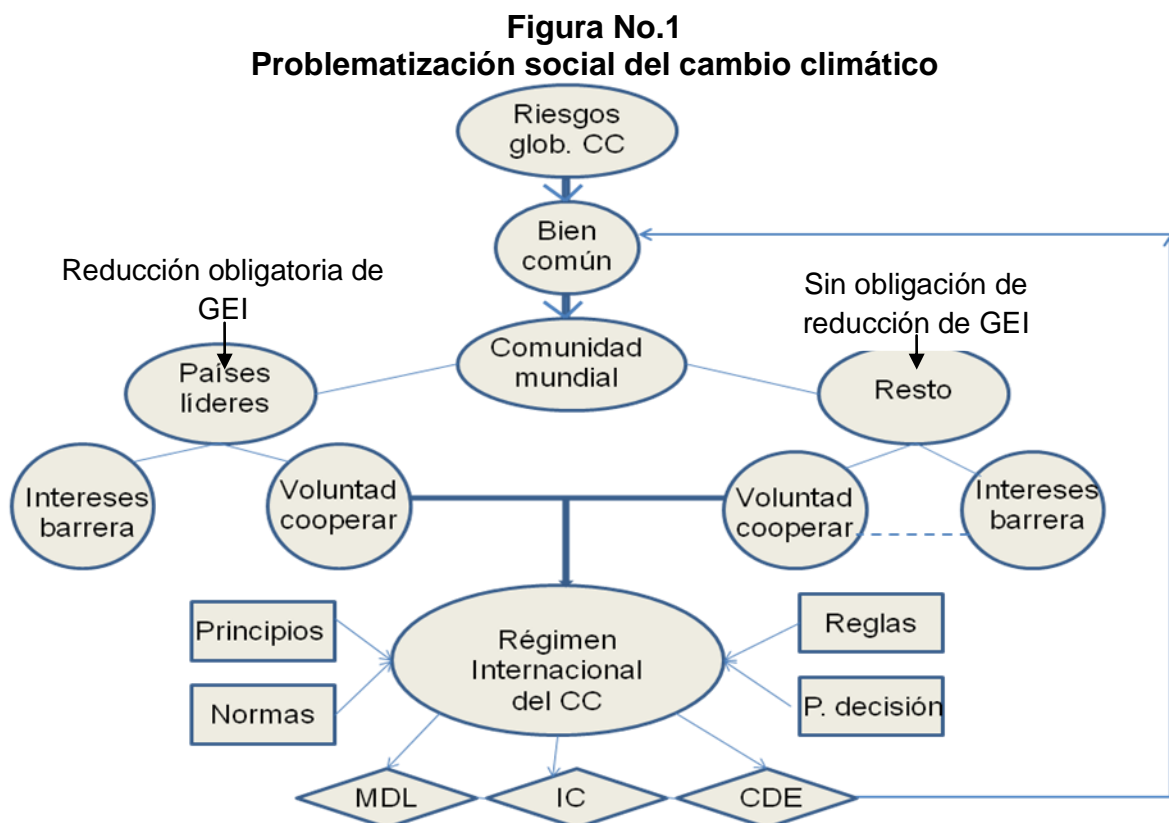 Figura No.1
Problematización social del cambio climático
Riesgos
glob. CC
Bien
común
Reducción obligatoria de
GEI
Sin obligación de
reducción de GEI
Comunidad
mundial
Países
líderes
Resto
Intereses
barrera
Voluntad
cooperar
Voluntad
cooperar
Intereses
barrera
Principios
Normas
Régimen
Internacional
del CC
Reglas
P. decisión
MDL
IC
CDE